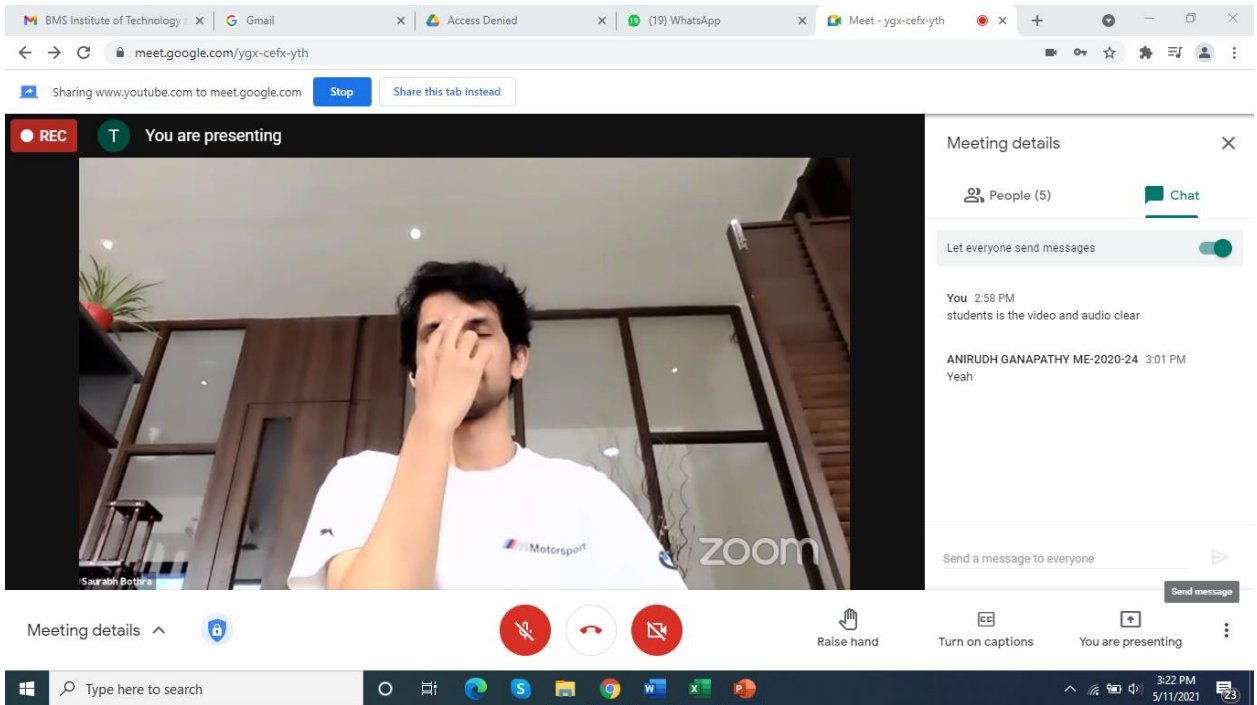 BMS Institute of Technology
Gmail
Access Denied
(19) WhatsApp
Meet - ygx-cefx-yth
meet.google.com/ygx-cefx-yth
Sharing www.youtube.com to meet.google.com
Stop
Share this tab instead
REC
T
You are presenting
Meeting details
People (5)
Chat
Let everyone send messages
You 2:58 PM
students is the video and audio clear
ANIRUDH GANAPATHY ME-2020-24 3:01 PM
Yeah
Motorsport
zoom
Saurabh Bothra
Send a message to everyone
Send message
Meeting details
Raise hand
Turn on captions
You are presenting
Type here to search
3:22 PM
5/11/2021
23